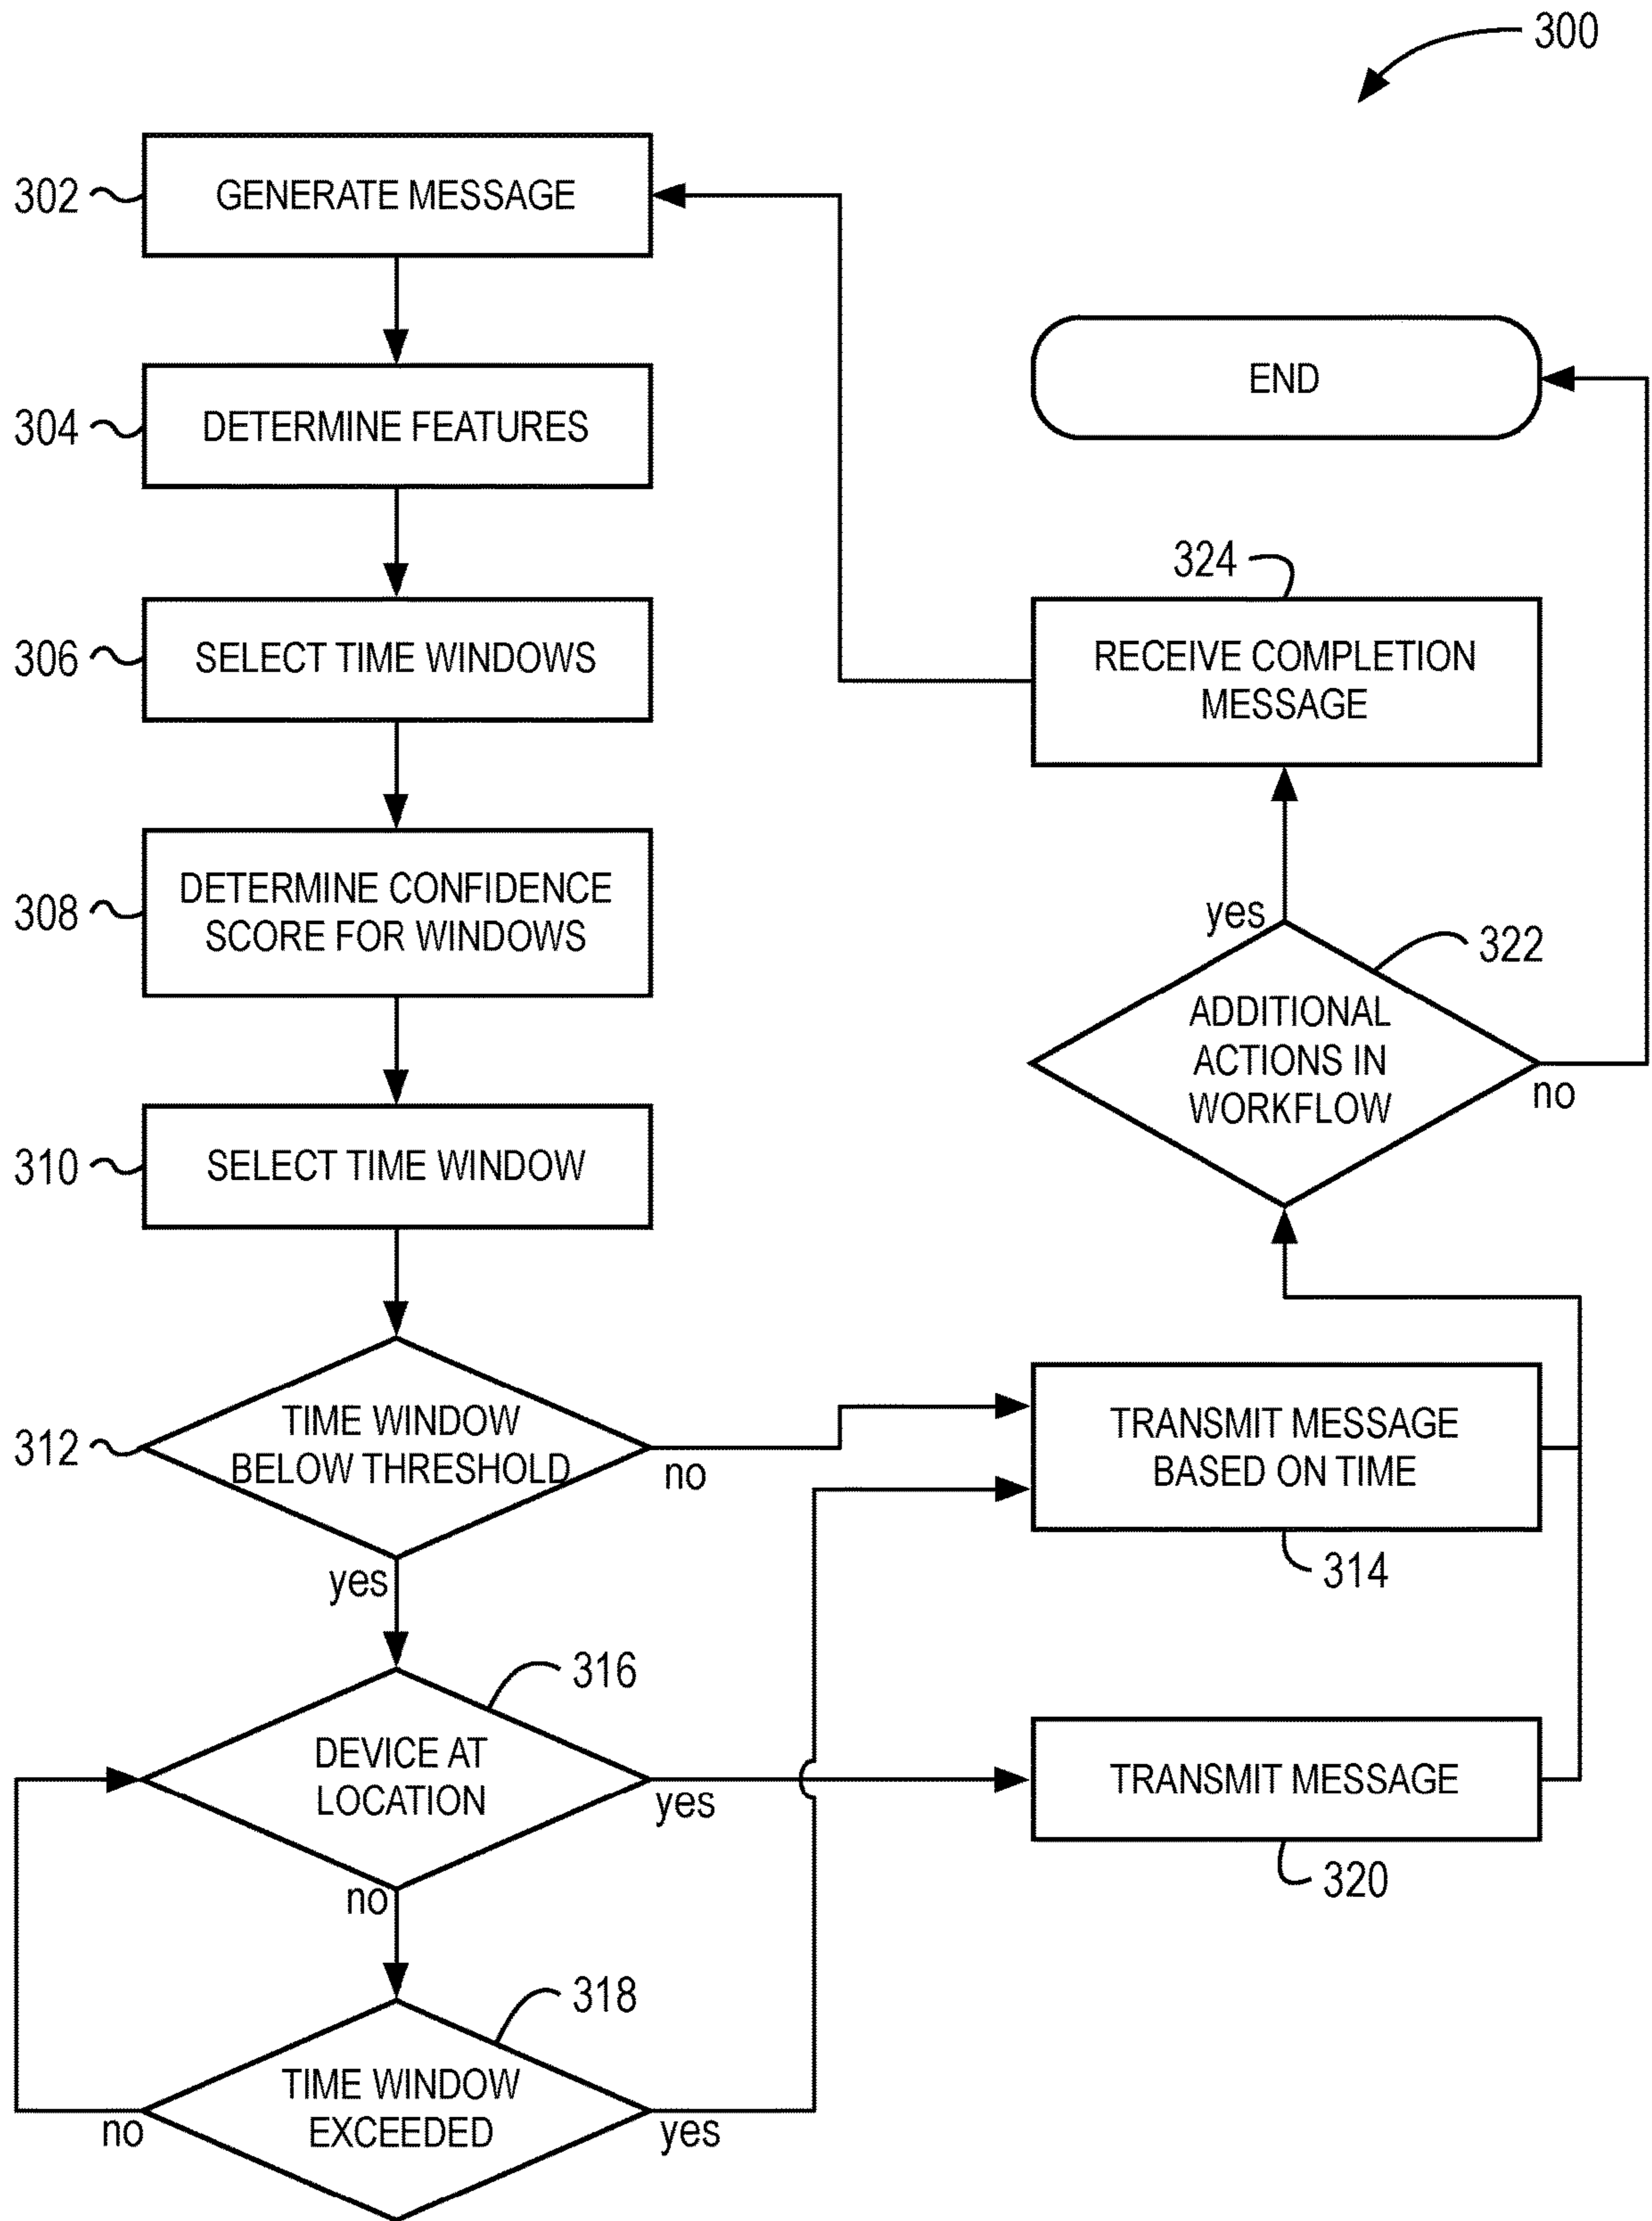 300
302
GENERATE MESSAGE
304
DETERMINE FEATURES
306
SELECT TIME WINDOWS
308
DETERMINE CONFIDENCE
SCORE FOR WINDOWS
310
SELECT TIME WINDOW
312
TIME WINDOW
BELOW THRESHOLD
no
yes
316
DEVICE AT
LOCATION
yes
no
318
TIME WINDOW
EXCEEDED
no
yes
END
324
RECEIVE COMPLETION
MESSAGE
yes
322
ADDITIONAL
ACTIONS IN
WORKFLOW
no
TRANSMIT MESSAGE
BASED ON TIME
314
TRANSMIT MESSAGE
320